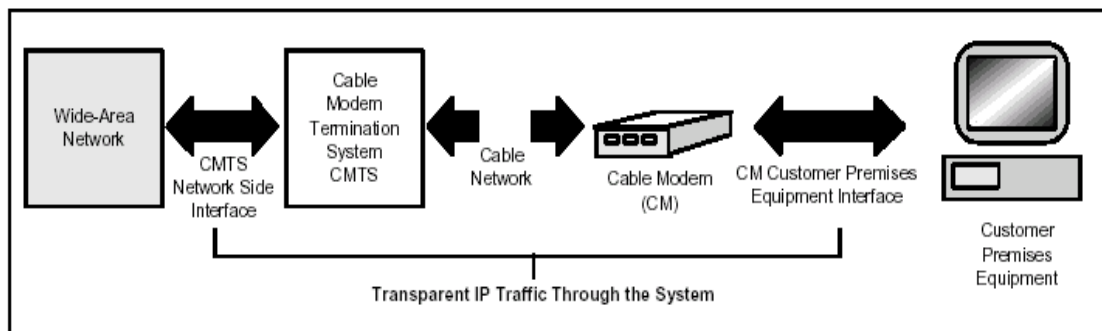 Wide-Area
Network
CMTS
Network Side
Interface
Cable
Modem
Termination
System
CMTS
Cable
Network
Cable Modem
(CM)
CM Customer Premises
Equipment Interface
Customer
Premises
Equipment
Transparent IP Traffic Through the System